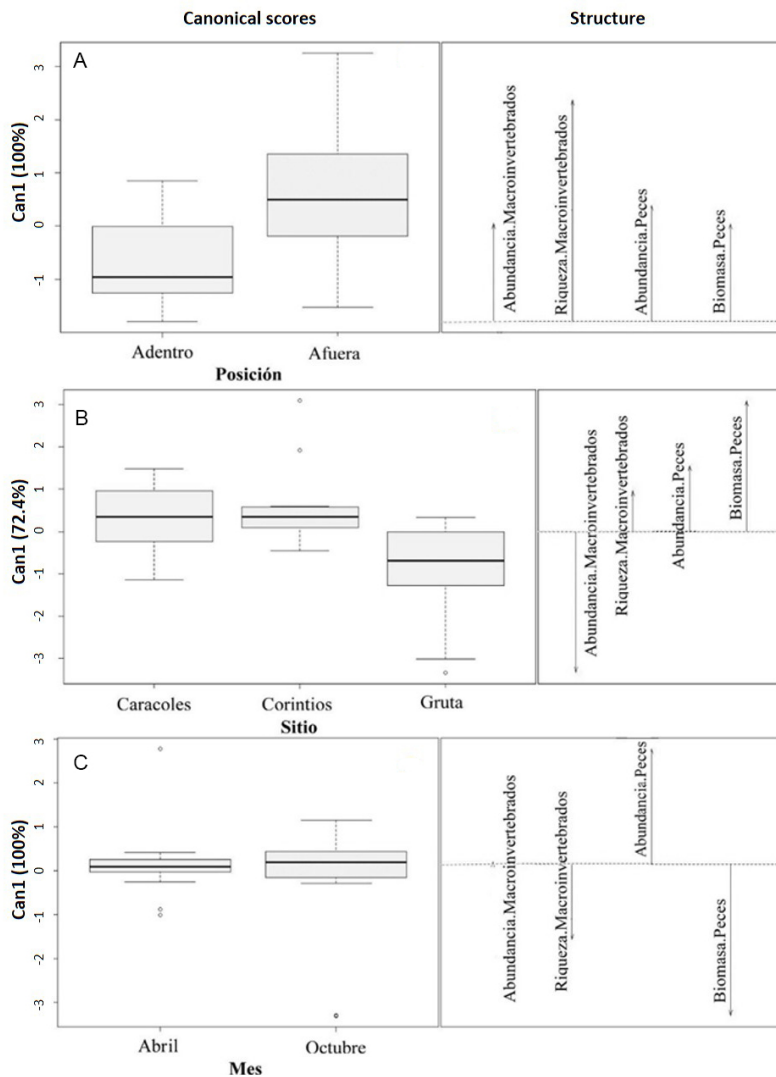 Canonical scores
Structure
A
Can1 (100%)
3
2
1
0
-1
Adentro
Afuera
Posición
Abundancia.Macroinvertebrados
Riqueza.Macroinvertebrados
Abundancia.Peces
Biomasa.Peces
B
Can1 (72.4%)
3
2
1
0
-1
-2
-3
Caracoles
Corintios
Gruta
Sitio
Abundancia.Macroinvertebrados
Riqueza.Macroinvertebrados
Abundancia.Peces
Biomasa.Peces
C
Can1 (100%)
3
2
1
0
-1
-2
-3
Abril
Octubre
Mes
Abundancia.Macroinvertebrados
Riqueza.Macroinvertebrados
Abundancia.Peces
Biomasa.Peces